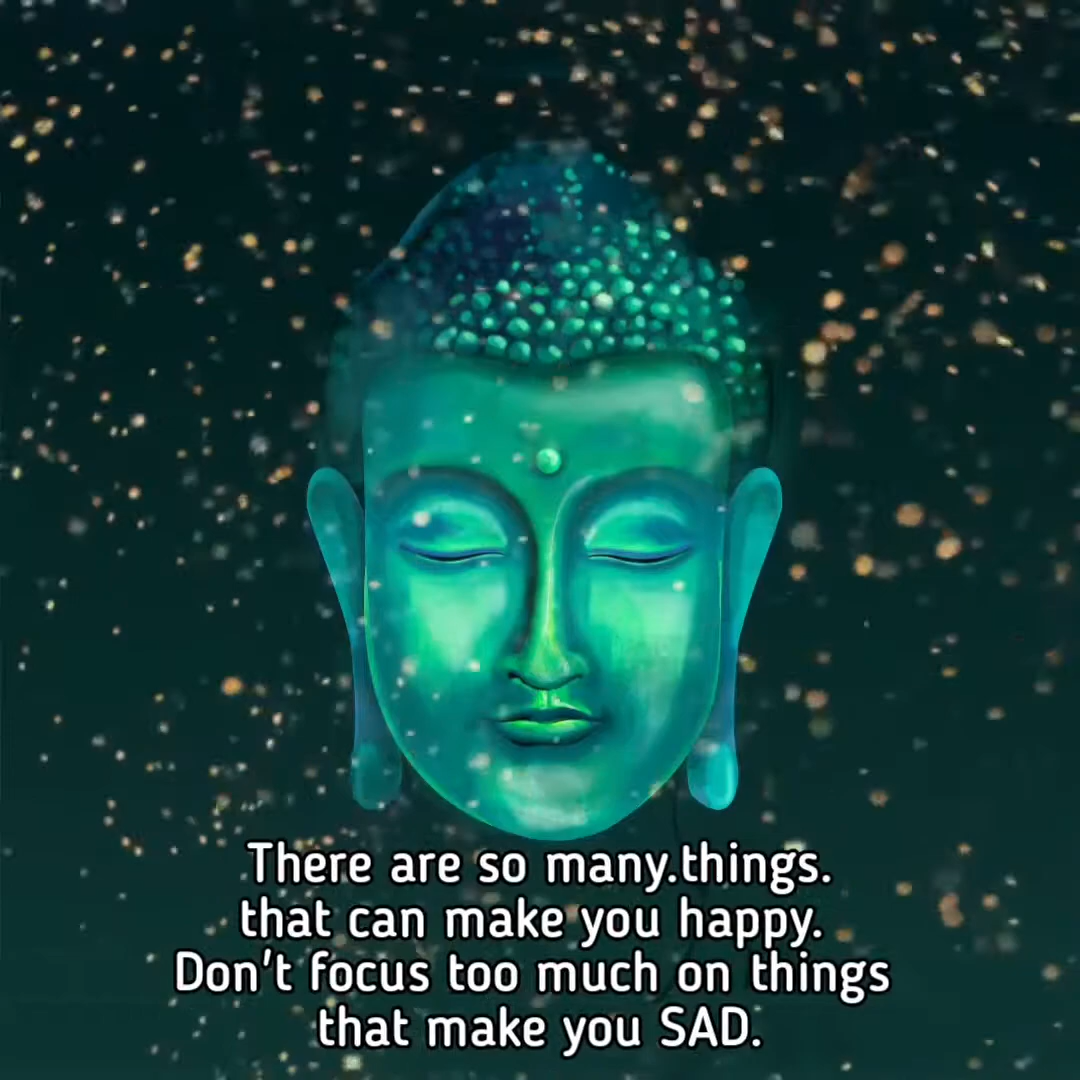 There are so many.things.
that can make you happy.
Don't focus too much on things
that make you SAD.